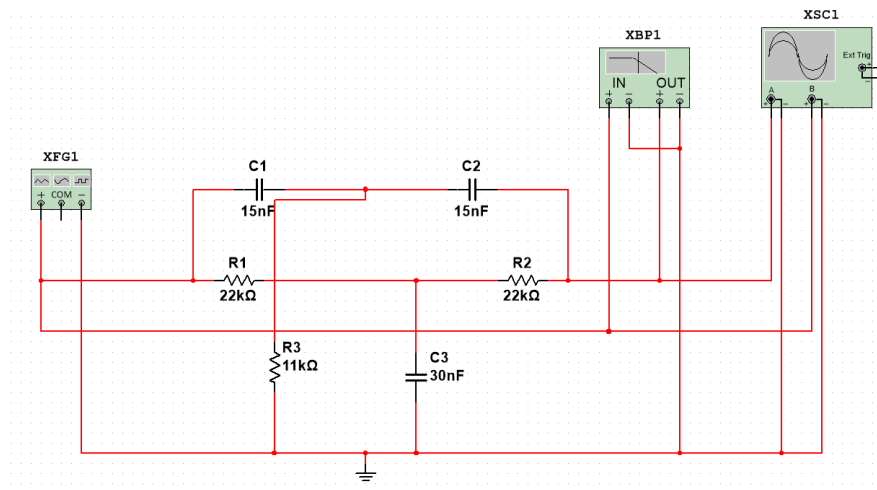 XSC1
XBP1
Ext Trig
+
-
IN OUT
+ - + -
A B
+ - + -
XFG1
+ COM -
C1
15nF
C2
15nF
R1
22kΩ
R2
22kΩ
R3
11kΩ
C3
30nF